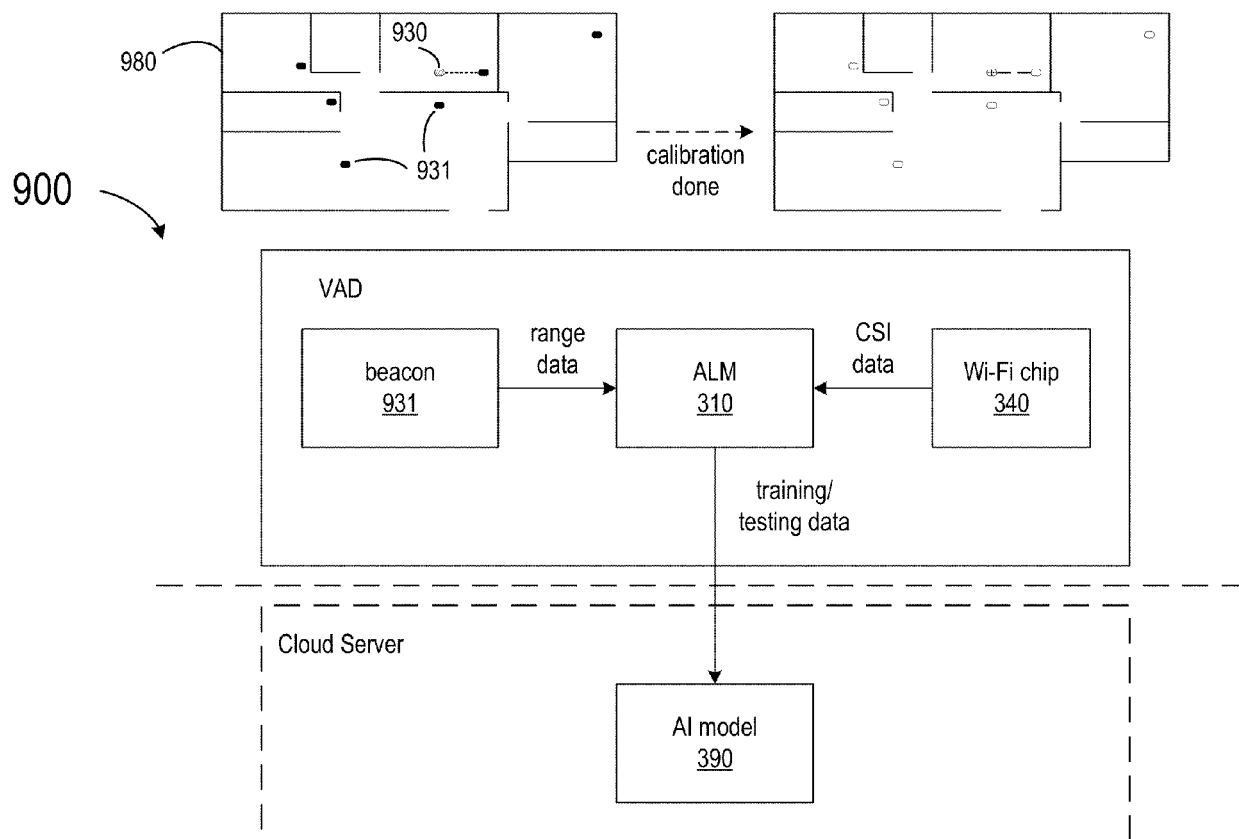 930
980
931
calibration
done
900
VAD
beacon
931
range
data
ALM
310
CSI
data
Wi-Fi chip
340
training/
testing data
Cloud Server
AI model
390